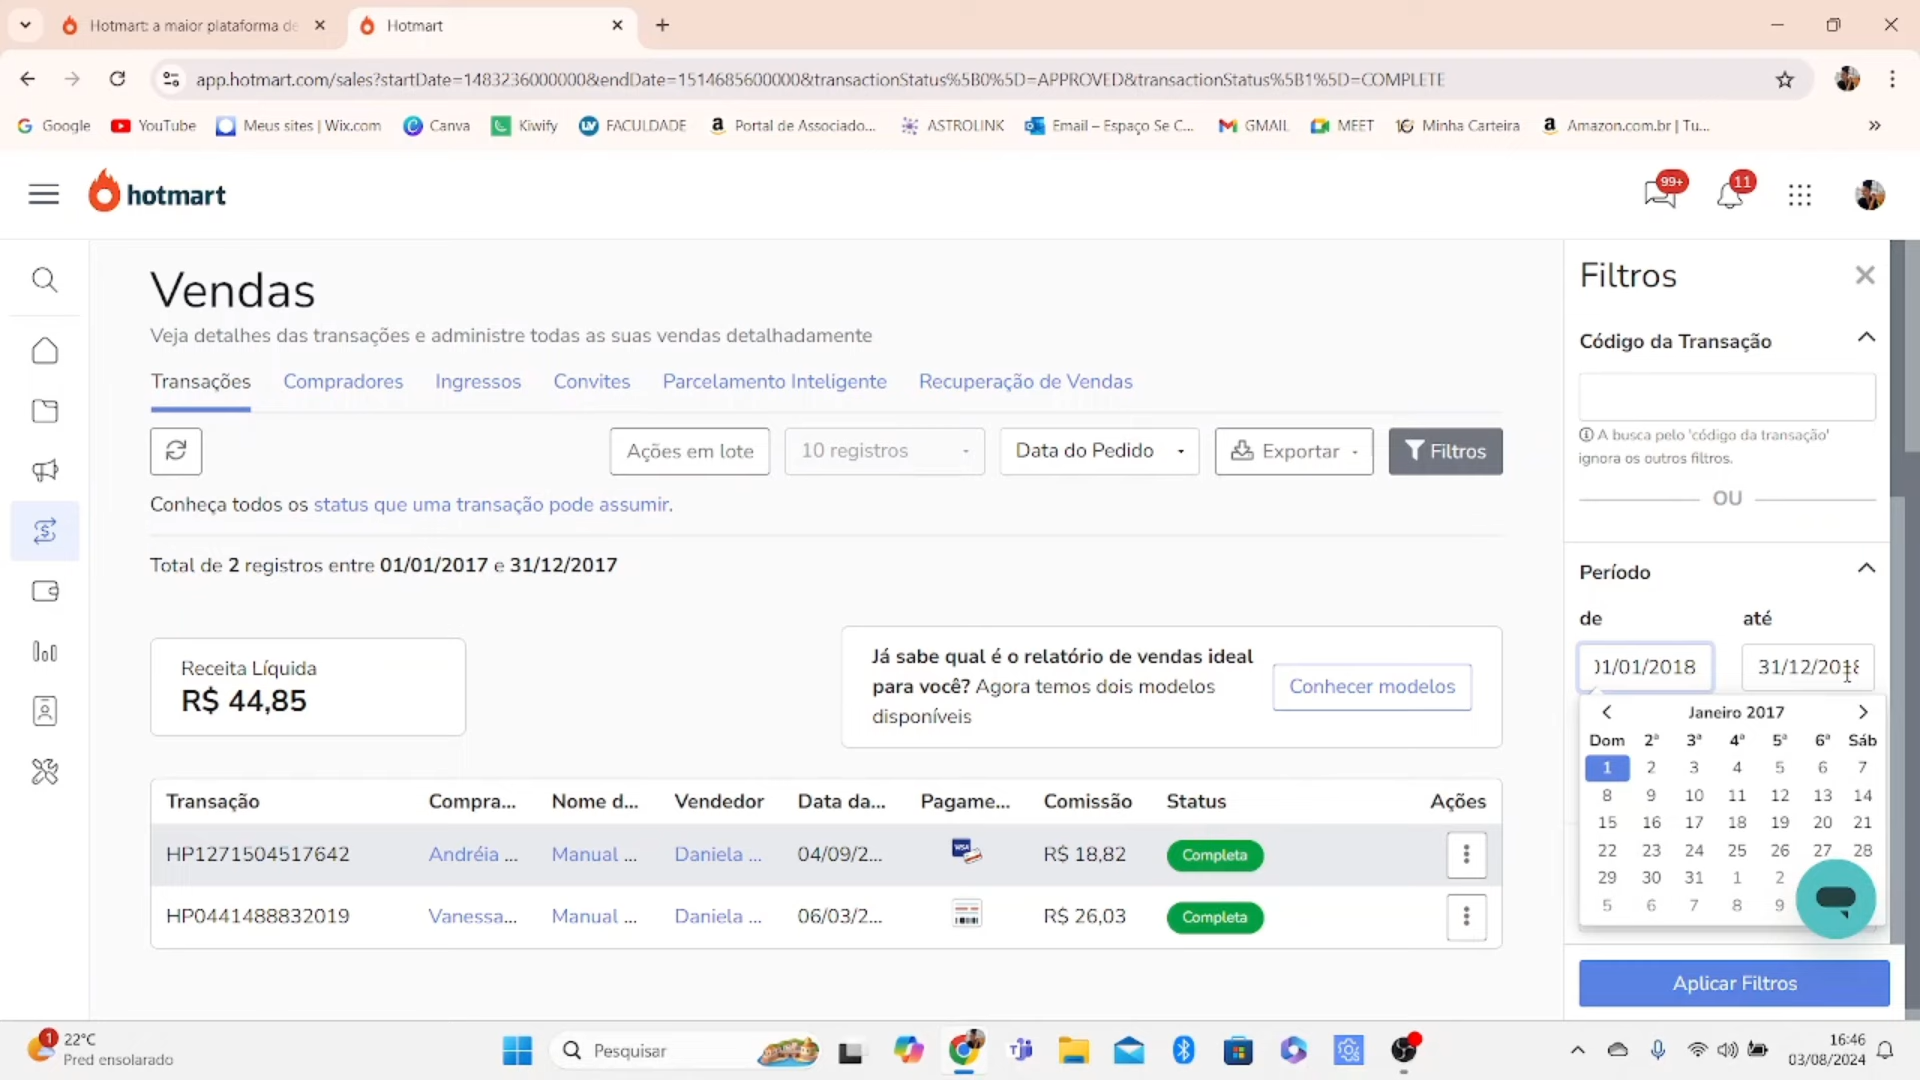 Hotmart: a maior plataforma de
Hotmart
app.hotmart.com/sales?startDate=1483236000000&endDate=1514685600000&transactionStatus%5B0%5D=APPROVED&transactionStatus%5B1%5D=COMPLETE
Google YouTube Meus sites | Wix.com Canva Kiwify FACULDADE Portal de Associado... ASTROLINK Email – Espaço Se C... GMAIL MEET Minha Carteira Amazon.com.br | Tu...
hotmart
99+
11
Vendas
Veja detalhes das transações e administre todas as suas vendas detalhadamente
Transações Compradores Ingressos Convites Parcelamento Inteligente Recuperação de Vendas
Ações em lote 10 registros Data do Pedido Exportar Filtros
Conheça todos os status que uma transação pode assumir.
Total de 2 registros entre 01/01/2017 e 31/12/2017
Receita Líquida
R$ 44,85
Já sabe qual é o relatório de vendas ideal
para você? Agora temos dois modelos
disponíveis
Conhecer modelos
Transação Compra... Nome d... Vendedor Data da... Pagame... Comissão Status Ações
HP1271504517642 Andréia ... Manual ... Daniela ... 04/09/2... VISA R$ 18,82 Completa
HP0441488832019 Vanessa... Manual ... Daniela ... 06/03/2... R$ 26,03 Completa
Filtros
Código da Transação
A busca pelo 'código da transação'
ignora os outros filtros.
OU
Período
de até
01/01/2018 31/12/2018
Janeiro 2017
Dom 2ª 3ª 4ª 5ª 6ª Sáb
1 2 3 4 5 6 7
8 9 10 11 12 13 14
15 16 17 18 19 20 21
22 23 24 25 26 27 28
29 30 31 1 2
5 6 7 8 9
Aplicar Filtros
1
22°C
Pred ensolarado
Pesquisar
16:46
03/08/2024